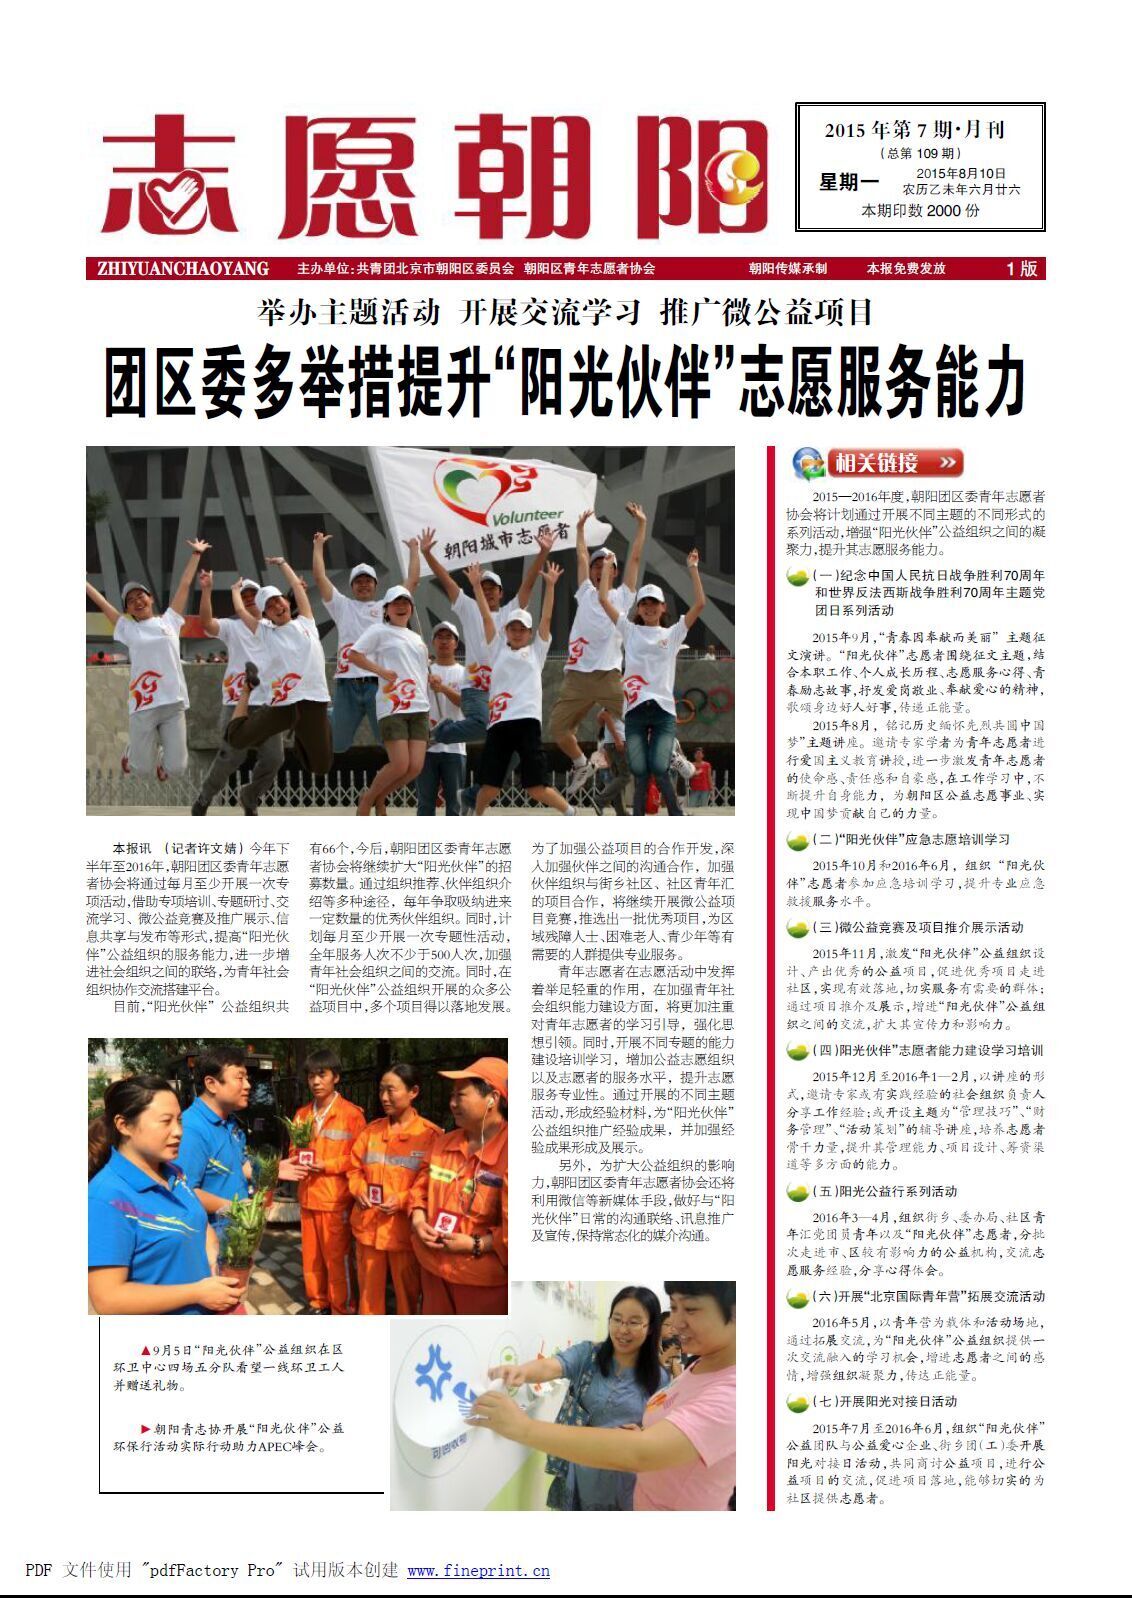 志愿朝阳
2015年第7期·月刊
(总第109期)
星期一
2015年8月10日
农历乙未年六月廿六
本期印数2000份
ZHIYUANCHAOYANG 主办单位:共青团北京市朝阳区委员会 朝阳区青年志愿者协会 朝阳传媒承制 本报免费发放 1版
举办主题活动 开展交流学习 推广微公益项目
团区委多举措提升“阳光伙伴”志愿服务能力
Volunteer
朝阳城市志愿者
本报讯 (记者许文婧)今年下
半年至2016年,朝阳团区委青年志愿
者协会将通过每月至少开展一次专
项活动,借助专项培训、专题研讨、交
流学习、微公益竞赛及推广展示、信
息共享与发布等形式,提高“阳光伙
伴”公益组织的服务能力,进一步增
进社会组织之间的联络,为青年社会
组织协作交流搭建平台。
目前,“阳光伙伴”公益组织共
有66个,今后,朝阳团区委青年志愿
者协会将继续扩大“阳光伙伴”的招
募数量。通过组织推荐、伙伴组织介
绍等多种途径,每年争取吸纳进来
一定数量的优秀伙伴组织。同时,计
划每月至少开展一次专题性活动,
全年服务人次不少于500人次,加强
青年社会组织之间的交流。同时,在
“阳光伙伴”公益组织开展的众多公
益项目中,多个项目得以落地发展。
为了加强公益项目的合作开发,深
入加强伙伴之间的沟通合作,加强
伙伴组织与街乡社区、社区青年汇
的项目合作,将继续开展微公益项
目竞赛,推选出一批优秀项目,为区
域残障人士、困难老人、青少年等有
需要的人群提供专业服务。
青年志愿者在志愿活动中发挥
着举足轻重的作用,在加强青年社
会组织能力建设方面,将更加注重
对青年志愿者的学习引导,强化思
想引领。同时,开展不同专题的能力
建设培训学习,增加公益志愿组织
以及志愿者的服务水平,提升志愿
服务专业性。通过开展的不同主题
活动,形成经验材料,为“阳光伙伴”
公益组织推广经验成果,并加强经
验成果形成及展示。
另外,为扩大公益组织的影响
力,朝阳团区委青年志愿者协会还将
利用微信等新媒体手段,做好与“阳
光伙伴”日常的沟通联络、讯息推广
及宣传,保持常态化的媒介沟通。
▲9月5日“阳光伙伴”公益组织在区
环卫中心四场五分队看望一线环卫工人
并赠送礼物。
▶朝阳青志协开展“阳光伙伴”公益
环保行活动实际行动助力APEC峰会。
可回收物
相关链接 »
2015—2016年度,朝阳团区委青年志愿者
协会将计划通过开展不同主题的不同形式的
系列活动,增强“阳光伙伴”公益组织之间的凝
聚力,提升其志愿服务能力。
(一)纪念中国人民抗日战争胜利70周年
和世界反法西斯战争胜利70周年主题党
团日系列活动
2015年9月,“青春因奉献而美丽”主题征
文演讲。“阳光伙伴”志愿者围绕征文主题,结
合本职工作、个人成长历程、志愿服务心得、青
春励志故事,抒发爱岗敬业、奉献爱心的精神,
歌颂身边好人好事,传递正能量。
2015年8月,铭记历史缅怀先烈共圆中国
梦”主题讲座。邀请专家学者为青年志愿者进
行爱国主义教育讲授,进一步激发青年志愿者
的使命感、责任感和自豪感,在工作学习中,不
断提升自身能力,为朝阳区公益志愿事业、实
现中国梦贡献自己的力量。
(二)“阳光伙伴”应急志愿培训学习
2015年10月和2016年6月,组织“阳光伙
伴”志愿者参加应急培训学习,提升专业应急
救援服务水平。
(三)微公益竞赛及项目推介展示活动
2015年11月,激发“阳光伙伴”公益组织设
计、产出优秀的公益项目,促进优秀项目走进
社区,实现有效落地,切实服务有需要的群体;
通过项目推介及展示,增进“阳光伙伴”公益组
织之间的交流,扩大其宣传力和影响力。
(四)阳光伙伴”志愿者能力建设学习培训
2015年12月至2016年1—2月,以讲座的形
式,邀请专家或有实践经验的社会组织负责人
分享工作经验;或开设主题为“管理技巧”、“财
务管理”、“活动策划”的辅导讲座,培养志愿者
骨干力量,提升其管理能力、项目设计、筹资渠
道等多方面的能力。
(五)阳光公益行系列活动
2016年3—4月,组织街乡、委办局、社区青
年汇党团员青年以及“阳光伙伴”志愿者,分批
次走进市、区较有影响力的公益机构,交流志
愿服务经验,分享心得体会。
(六)开展“北京国际青年营”拓展交流活动
2016年5月,以青年营为载体和活动场地,
通过拓展交流,为“阳光伙伴”公益组织提供一
次交流融入的学习机会,增进志愿者之间的感
情,增强组织凝聚力,传达正能量。
(七)开展阳光对接日活动
2015年7月至2016年6月,组织“阳光伙伴”
公益团队与公益爱心企业、街乡团(工)委开展
阳光对接日活动,共同商讨公益项目,进行公
益项目的交流,促进项目落地,能够切实的为
社区提供志愿者。
PDF 文件使用 "pdfFactory Pro" 试用版本创建 www.fineprint.cn